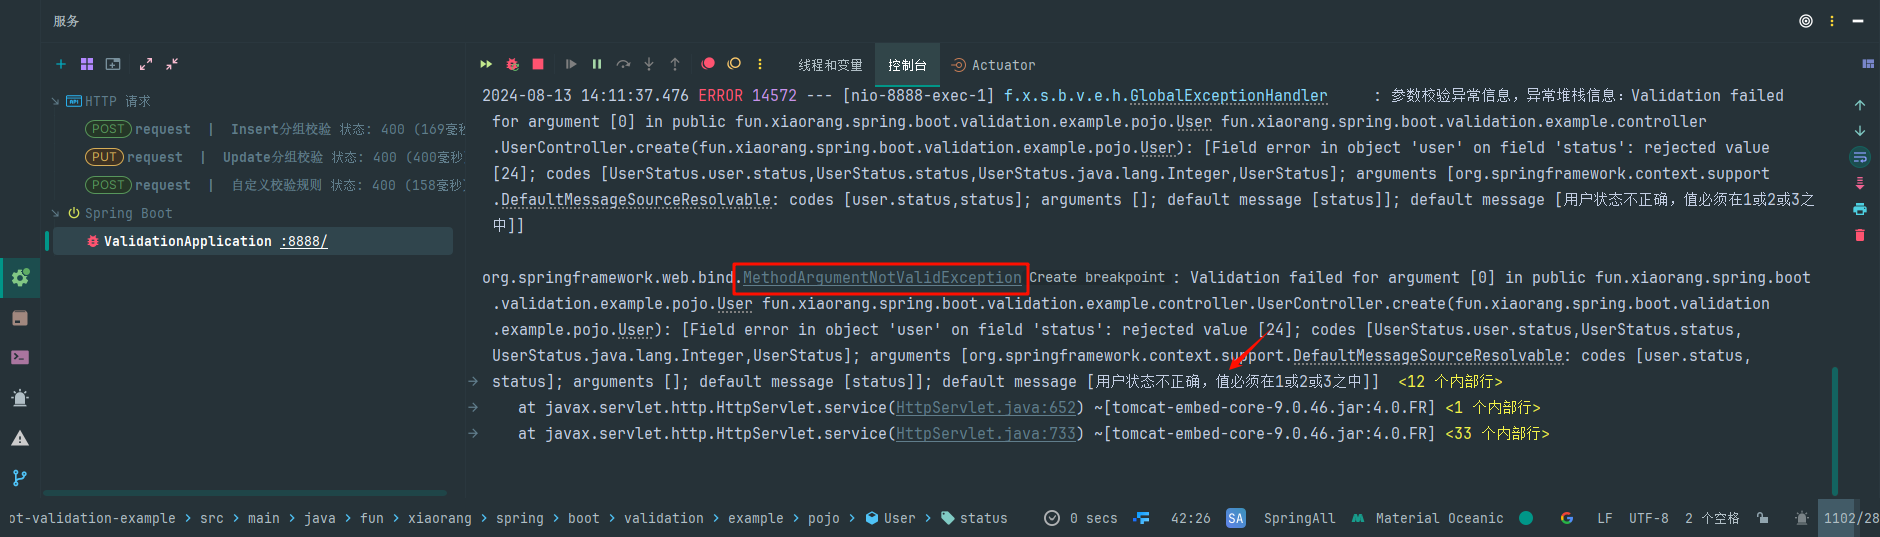 服务
线程和变量 控制台 Actuator
HTTP 请求
POST request | Insert分组校验 状态: 400 (169毫秒
PUT request | Update分组校验 状态: 400 (400毫秒
POST request | 自定义校验规则 状态: 400 (158毫秒)
Spring Boot
ValidationApplication :8888/
2024-08-13 14:11:37.476 ERROR 14572 --- [nio-8888-exec-1] f.x.s.b.v.e.h.GlobalExceptionHandler : 参数校验异常信息，异常堆栈信息：Validation failed
for argument [0] in public fun.xiaorang.spring.boot.validation.example.pojo.User fun.xiaorang.spring.boot.validation.example.controller
.UserController.create(fun.xiaorang.spring.boot.validation.example.pojo.User): [Field error in object 'user' on field 'status': rejected value
[24]; codes [UserStatus.user.status,UserStatus.status,UserStatus.java.lang.Integer,UserStatus]; arguments [org.springframework.context.support
.DefaultMessageSourceResolvable: codes [user.status,status]; arguments []; default message [status]]; default message [用户状态不正确，值必须在1或2或3之
中]]
org.springframework.web.bind.MethodArgumentNotValidException Create breakpoint : Validation failed for argument [0] in public fun.xiaorang.spring.boot
.validation.example.pojo.User fun.xiaorang.spring.boot.validation.example.controller.UserController.create(fun.xiaorang.spring.boot.validation
.example.pojo.User): [Field error in object 'user' on field 'status': rejected value [24]; codes [UserStatus.user.status,UserStatus.status,
UserStatus.java.lang.Integer,UserStatus]; arguments [org.springframework.context.support.DefaultMessageSourceResolvable: codes [user.status,
status]; arguments []; default message [status]]; default message [用户状态不正确，值必须在1或2或3之中]] <12 个内部行>
at javax.servlet.http.HttpServlet.service(HttpServlet.java:652) ~[tomcat-embed-core-9.0.46.jar:4.0.FR] <1 个内部行>
at javax.servlet.http.HttpServlet.service(HttpServlet.java:733) ~[tomcat-embed-core-9.0.46.jar:4.0.FR] <33 个内部行>
ot-validation-example > src > main > java > fun > xiaorang > spring > boot > validation > example > pojo > User > status 0 secs 42:26 SA SpringAll Material Oceanic LF UTF-8 2 个空格 1102/28